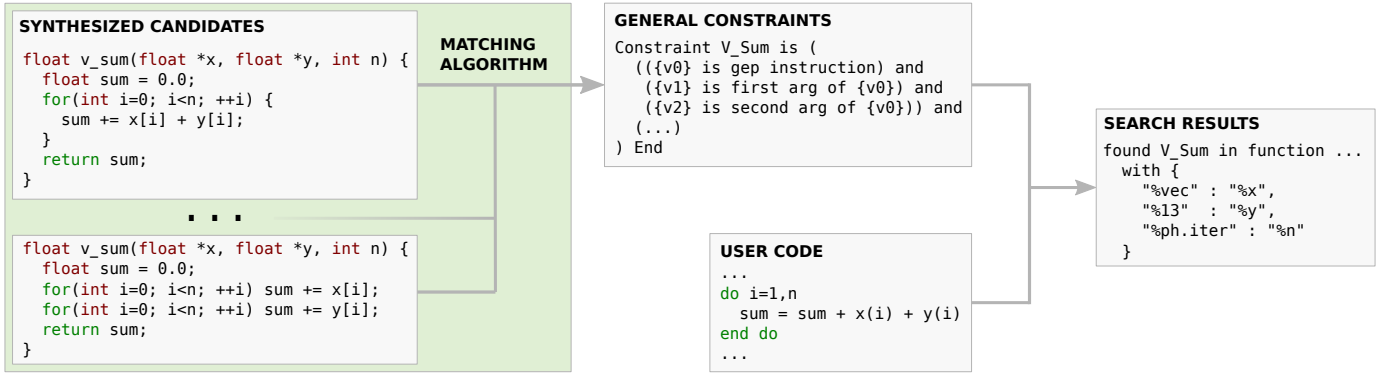 SYNTHESIZED CANDIDATES
float v_sum(float *x, float *y, int n) {
  float sum = 0.0;
  for(int i=0; i<n; ++i) {
    sum += x[i] + y[i];
  }
  return sum;
}
...
float v_sum(float *x, float *y, int n) {
  float sum = 0.0;
  for(int i=0; i<n; ++i) sum += x[i];
  for(int i=0; i<n; ++i) sum += y[i];
  return sum;
}
MATCHING
ALGORITHM
GENERAL CONSTRAINTS
Constraint V_Sum is (
  (({v0} is gep instruction) and
   ({v1} is first arg of {v0}) and
   ({v2} is second arg of {v0})) and
  (...)
) End
USER CODE
...
do i=1,n
  sum = sum + x(i) + y(i)
end do
...
SEARCH RESULTS
found V_Sum in function ...
  with {
    "%vec" : "%x",
    "%13"  : "%y",
    "%ph.iter" : "%n"
  }